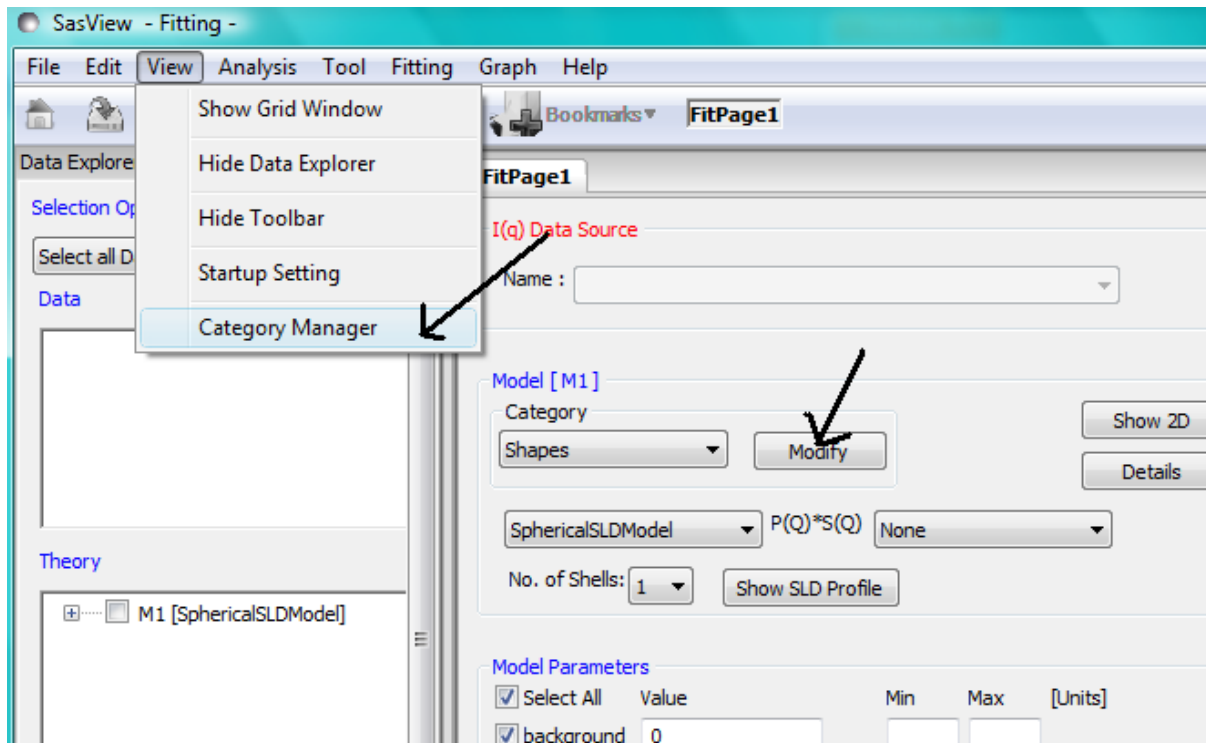 SasView - Fitting -
File Edit View Analysis Tool Fitting Graph Help
Show Grid Window
Hide Data Explorer
Hide Toolbar
Startup Setting
Category Manager
Bookmarks FitPage1
Data Explore
Selection Op
Select all D
Data
Theory
M1 [SphericalSLDModel]
FitPage1
I(q) Data Source
Name :
Model [M1]
Category
Shapes Modify
Show 2D
Details
SphericalSLDModel P(Q)*S(Q) None
No. of Shells: 1 Show SLD Profile
Model Parameters
Select All Value Min Max [Units]
background 0